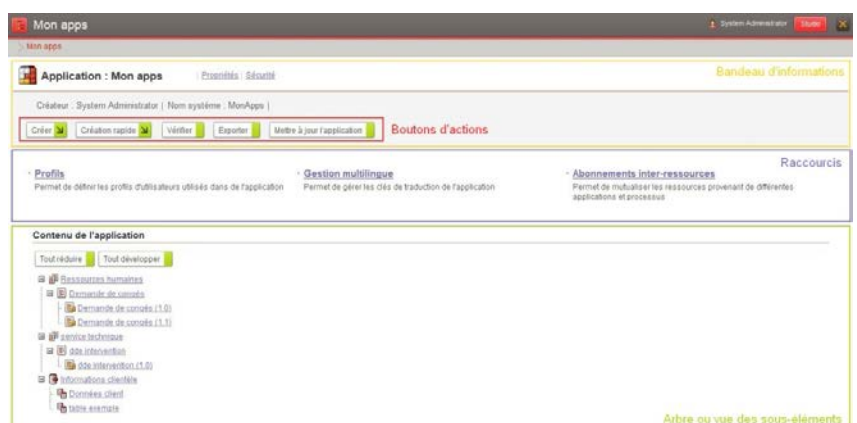 Mon apps
System Administrator
Studio
Mon apps
Application : Mon apps
Propriétés
Sécurité
Bandeau d'informations
Créateur : System Administrator | Nom système : MonApps |
Créer
Création rapide
Vérifier
Exporter
Mettre à jour l'application
Boutons d'actions
Raccourcis
Profils
Permet de définir les profils d'utilisateurs utilisés dans de l'application
Gestion multilingue
Permet de gérer les clés de traduction de l'application
Abonnements inter-ressources
Permet de mutualiser les ressources provenant de différentes
applications et processus
Contenu de l'application
Tout réduire
Tout développer
Ressources humaines
Demande de congés
Demande de congés (1.0)
Demande de congés (1.1)
service technique
dde intervention
dde intervention (1.0)
Informations clientèle
Données client
table exemple
Arbre ou vue des sous-éléments